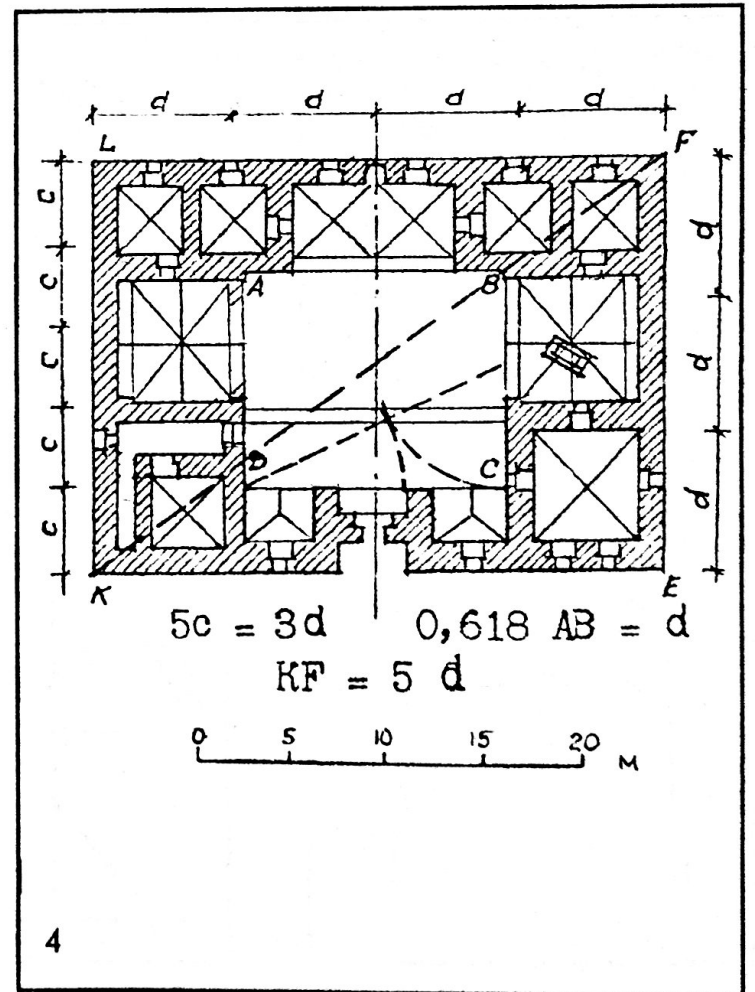 d d d d
L F
c d
c
A B
c d
c
D C
c d
K E
5c = 3d 0,618 AB = d
KF = 5 d
0 5 10 15 20 м
4